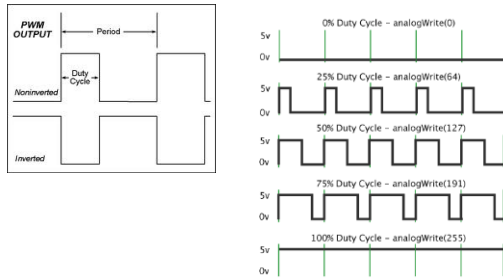 PWM
OUTPUT
Period
Duty
Cycle
Noninverted
Inverted
0% Duty Cycle - analogWrite(0)
5v
0v
25% Duty Cycle - analogWrite(64)
5v
0v
50% Duty Cycle - analogWrite(127)
5v
0v
75% Duty Cycle - analogWrite(191)
5v
0v
100% Duty Cycle - analogWrite(255)
5v
0v